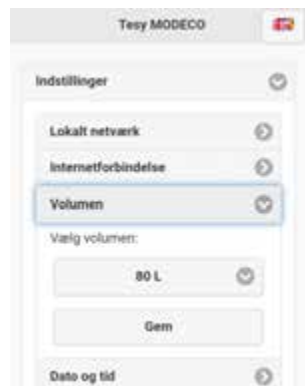 Tesy MODECO
Indstillinger
Lokalt netværk
Internetforbindelse
Volumen
Vælg volumen:
80 L
Gem
Dato og tid